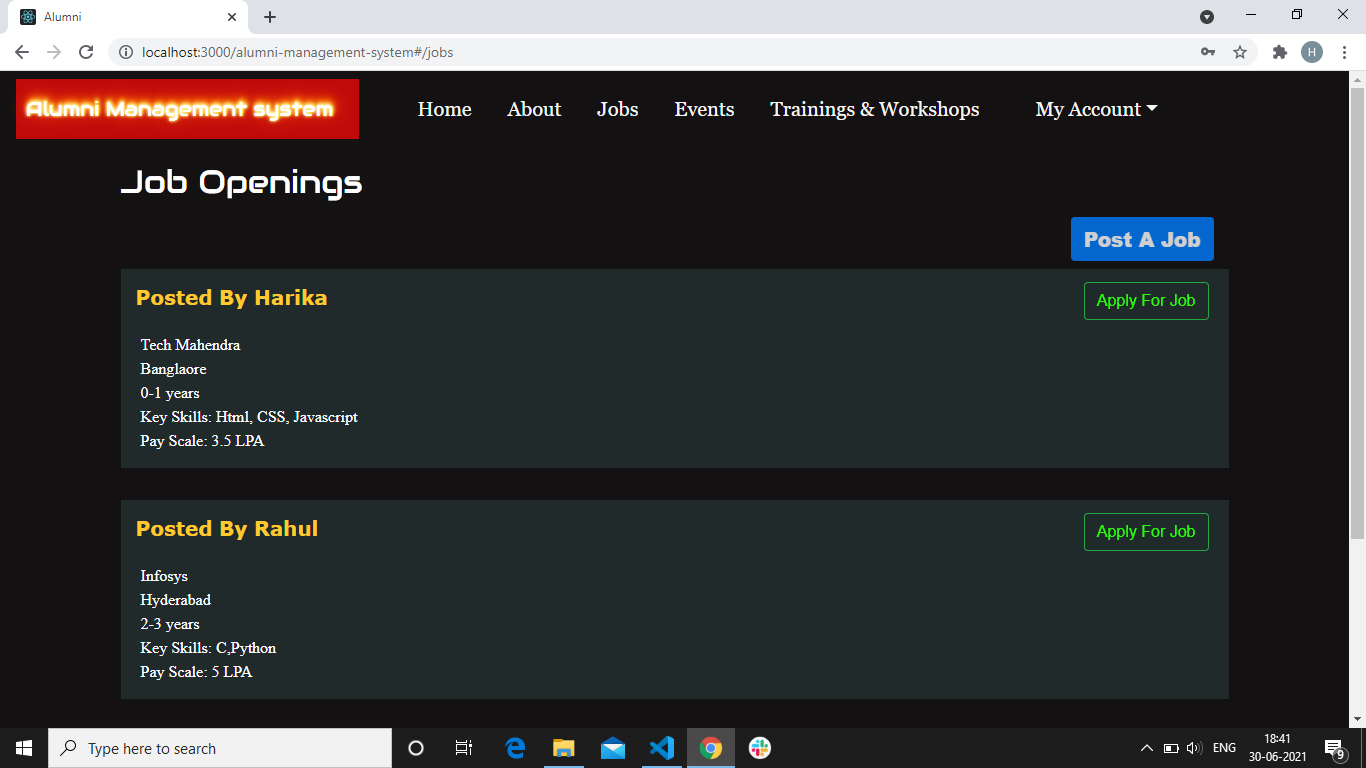 Alumni
localhost:3000/alumni-management-system#/jobs
H
Alumni Management system
Home About Jobs Events Trainings & Workshops My Account
Job Openings
Post A Job
Posted By Harika
Apply For Job
Tech Mahendra
Banglaore
0-1 years
Key Skills: Html, CSS, Javascript
Pay Scale: 3.5 LPA
Posted By Rahul
Apply For Job
Infosys
Hyderabad
2-3 years
Key Skills: C,Python
Pay Scale: 5 LPA
Type here to search
ENG
18:41
30-06-2021
9